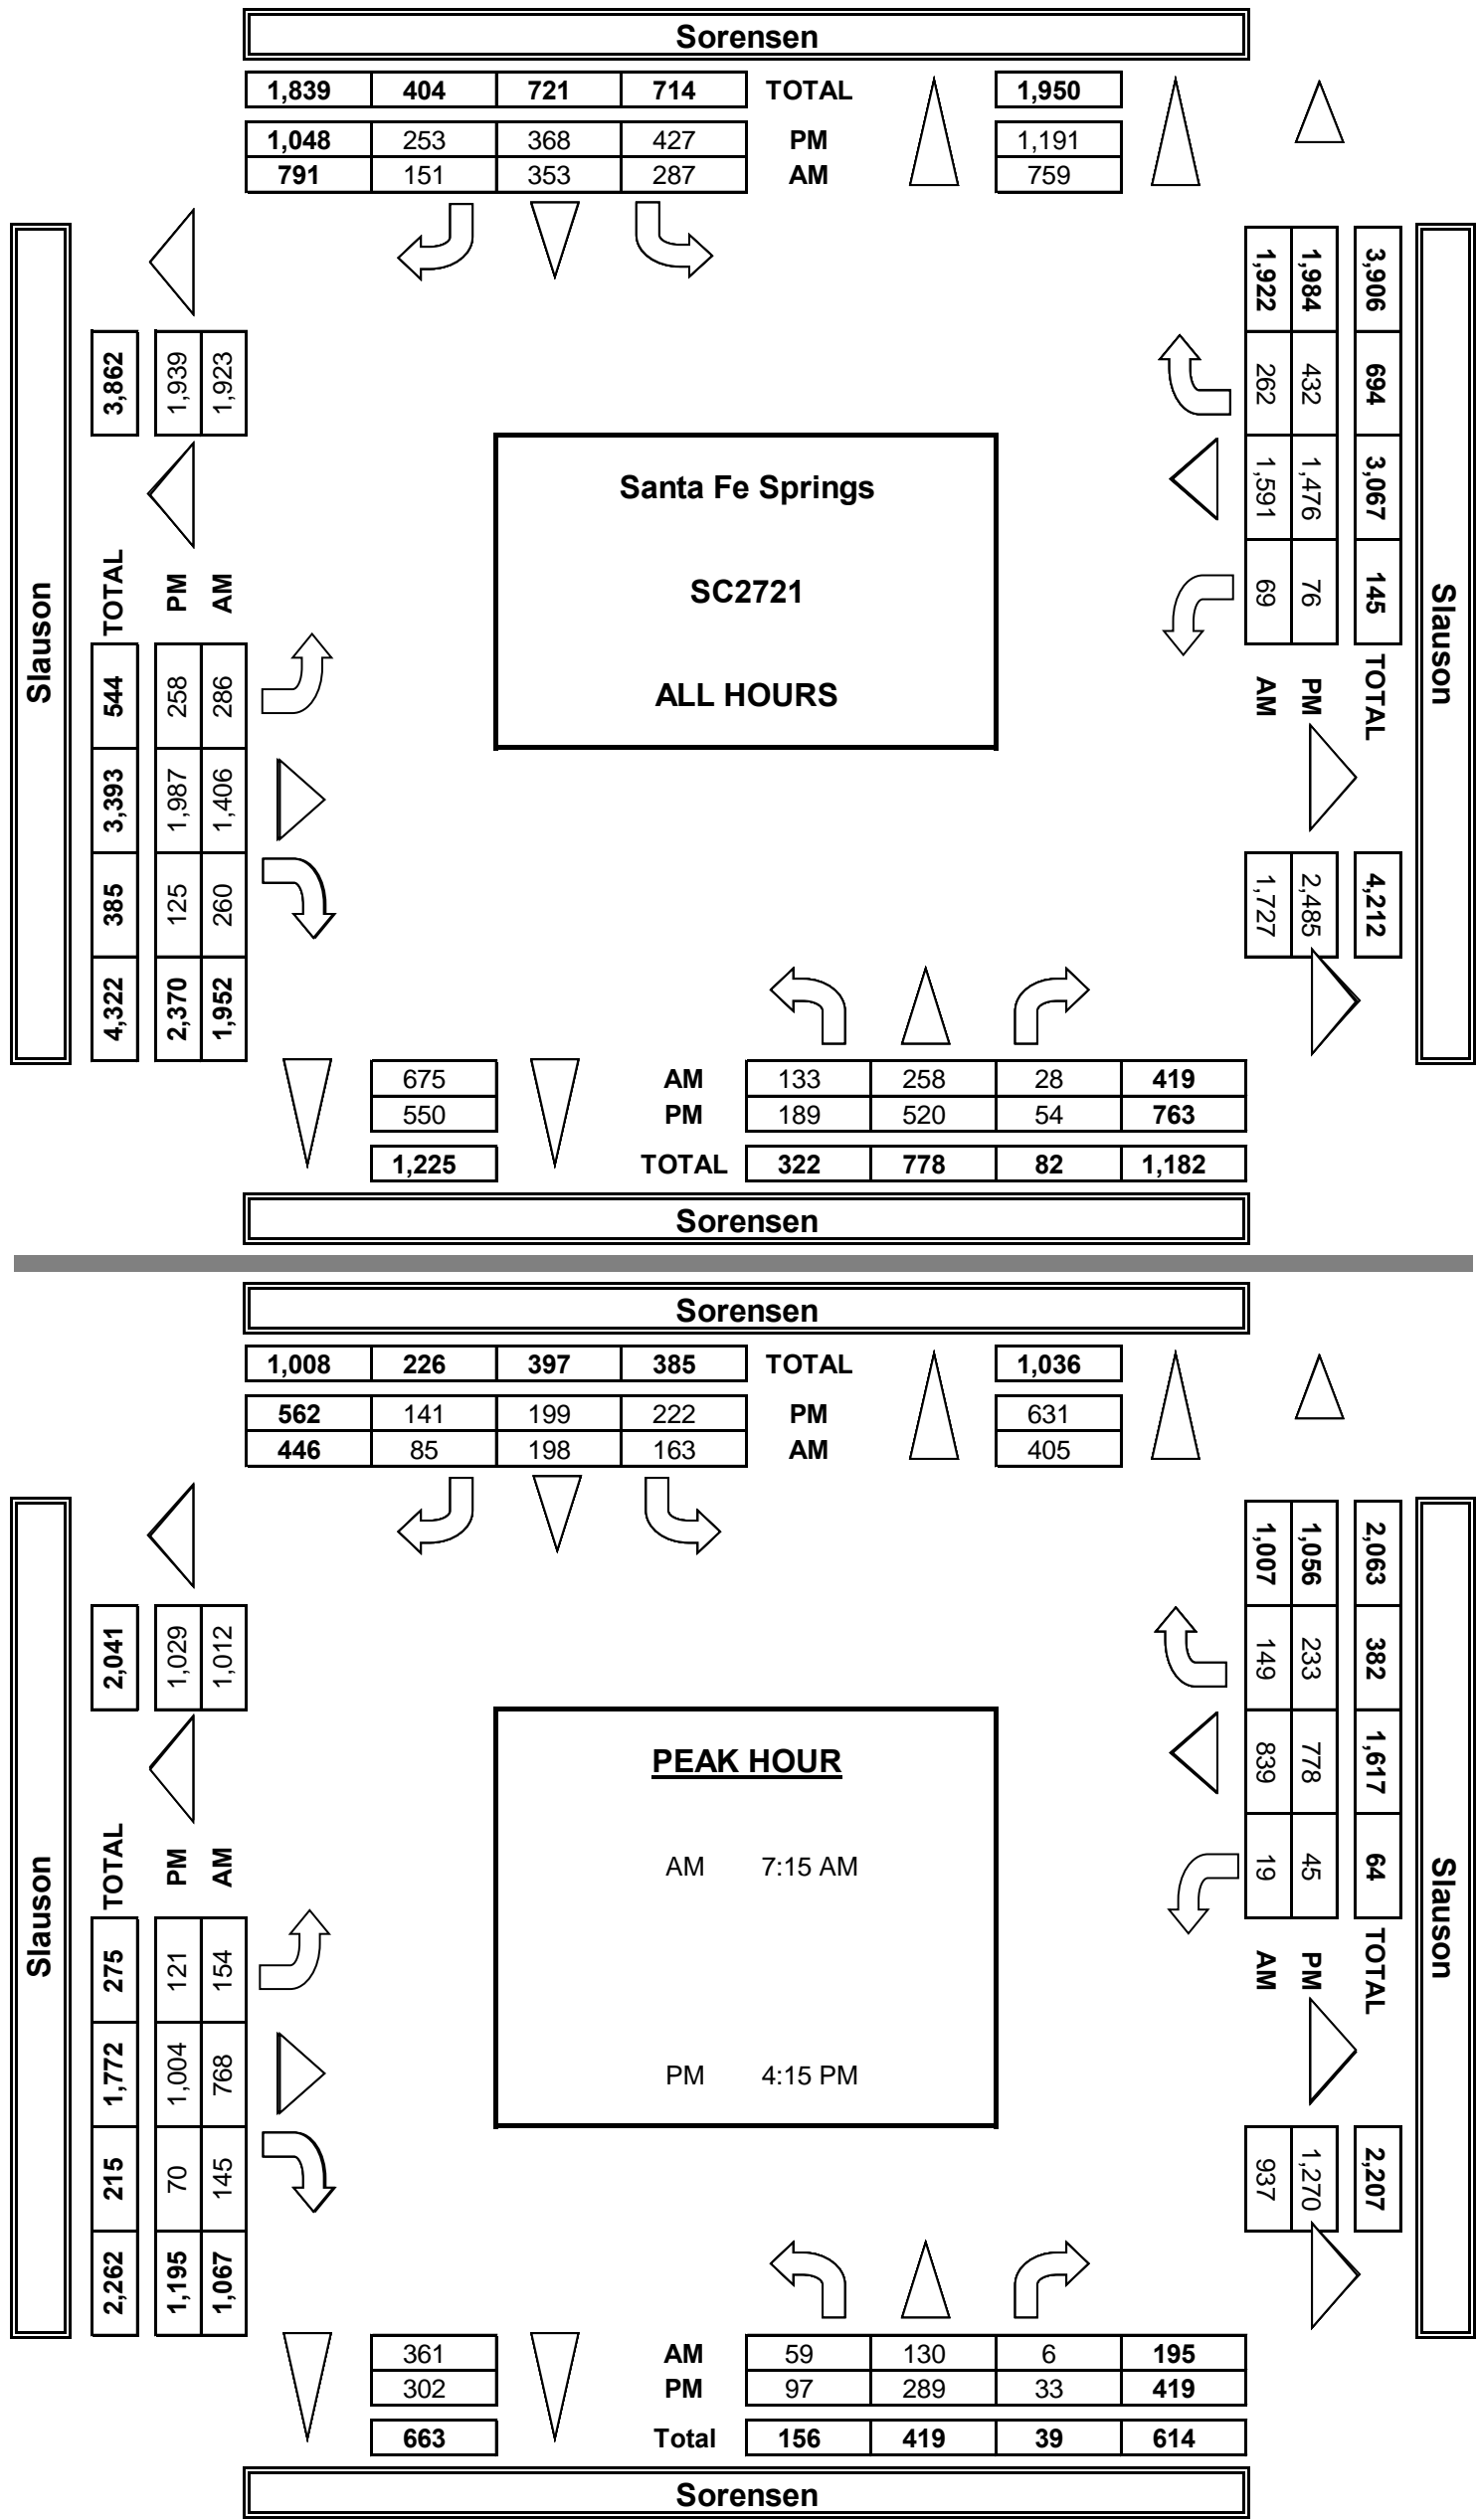 Sorensen
1,839 404 721 714 TOTAL 1,950
1,048 253 368 427 PM 1,191
791 151 353 287 AM 759
Slauson
3,862
1,939
1,923
TOTAL
PM
AM
544 3,393 385 4,322
258 1,987 125 2,370
286 1,406 260 1,952
Santa Fe Springs
SC2721
ALL HOURS
3,906 694 3,067 145 TOTAL 4,212
1,984 432 1,476 76 PM 2,485
1,922 262 1,591 69 AM 1,727
Slauson
675 AM 133 258 28 419
550 PM 189 520 54 763
1,225 TOTAL 322 778 82 1,182
Sorensen
Sorensen
1,008 226 397 385 TOTAL 1,036
562 141 199 222 PM 631
446 85 198 163 AM 405
Slauson
2,041
1,029
1,012
TOTAL
PM
AM
275 1,772 215 2,262
121 1,004 70 1,195
154 768 145 1,067
PEAK HOUR
AM 7:15 AM
PM 4:15 PM
2,063 382 1,617 64 TOTAL 2,207
1,056 233 778 45 PM 1,270
1,007 149 839 19 AM 937
Slauson
361 AM 59 130 6 195
302 PM 97 289 33 419
663 Total 156 419 39 614
Sorensen